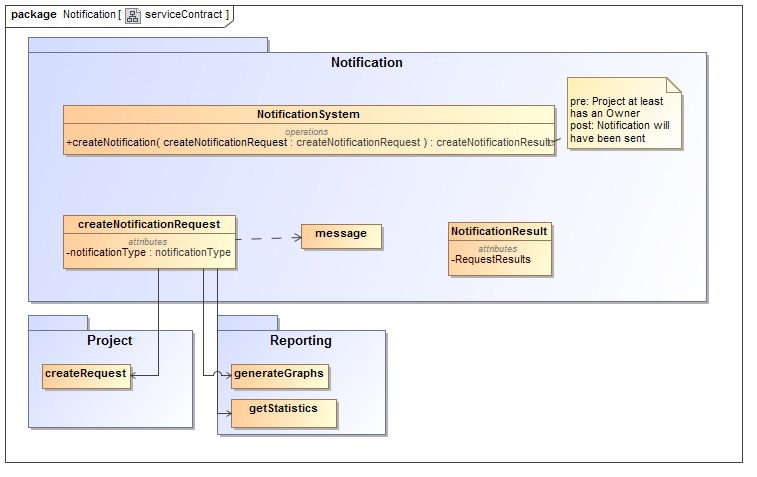 package Notification [ serviceContract ]
Notification
NotificationSystem
operations
+createNotification( createNotificationRequest : createNotificationRequest ) : createNotificationResult
pre: Project at least
has an Owner
post: Notification will
have been sent
createNotificationRequest
attributes
-notificationType : notificationType
message
NotificationResult
attributes
-RequestResults
Project
createRequest
Reporting
generateGraphs
getStatistics